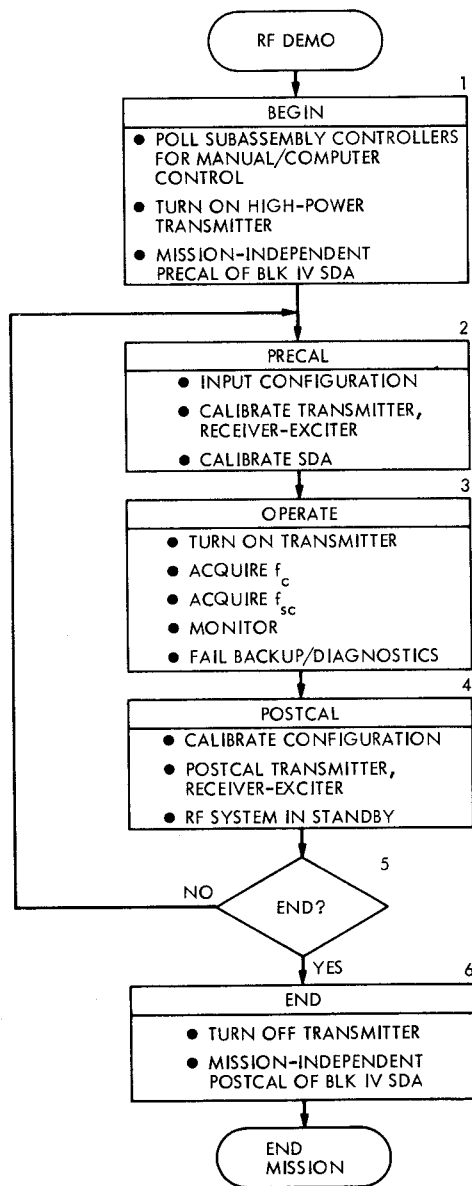 RF DEMO
1
BEGIN
● POLL SUBASSEMBLY CONTROLLERS
FOR MANUAL/COMPUTER
CONTROL
● TURN ON HIGH-POWER
TRANSMITTER
● MISSION-INDEPENDENT
PRECAL OF BLK IV SDA
2
PRECAL
● INPUT CONFIGURATION
● CALIBRATE TRANSMITTER,
RECEIVER-EXCITER
● CALIBRATE SDA
3
OPERATE
● TURN ON TRANSMITTER
● ACQUIRE fc
● ACQUIRE fsc
● MONITOR
● FAIL BACKUP/DIAGNOSTICS
4
POSTCAL
● CALIBRATE CONFIGURATION
● POSTCAL TRANSMITTER,
RECEIVER-EXCITER
● RF SYSTEM IN STANDBY
5
NO
END?
YES
6
END
● TURN OFF TRANSMITTER
● MISSION-INDEPENDENT
POSTCAL OF BLK IV SDA
END
MISSION